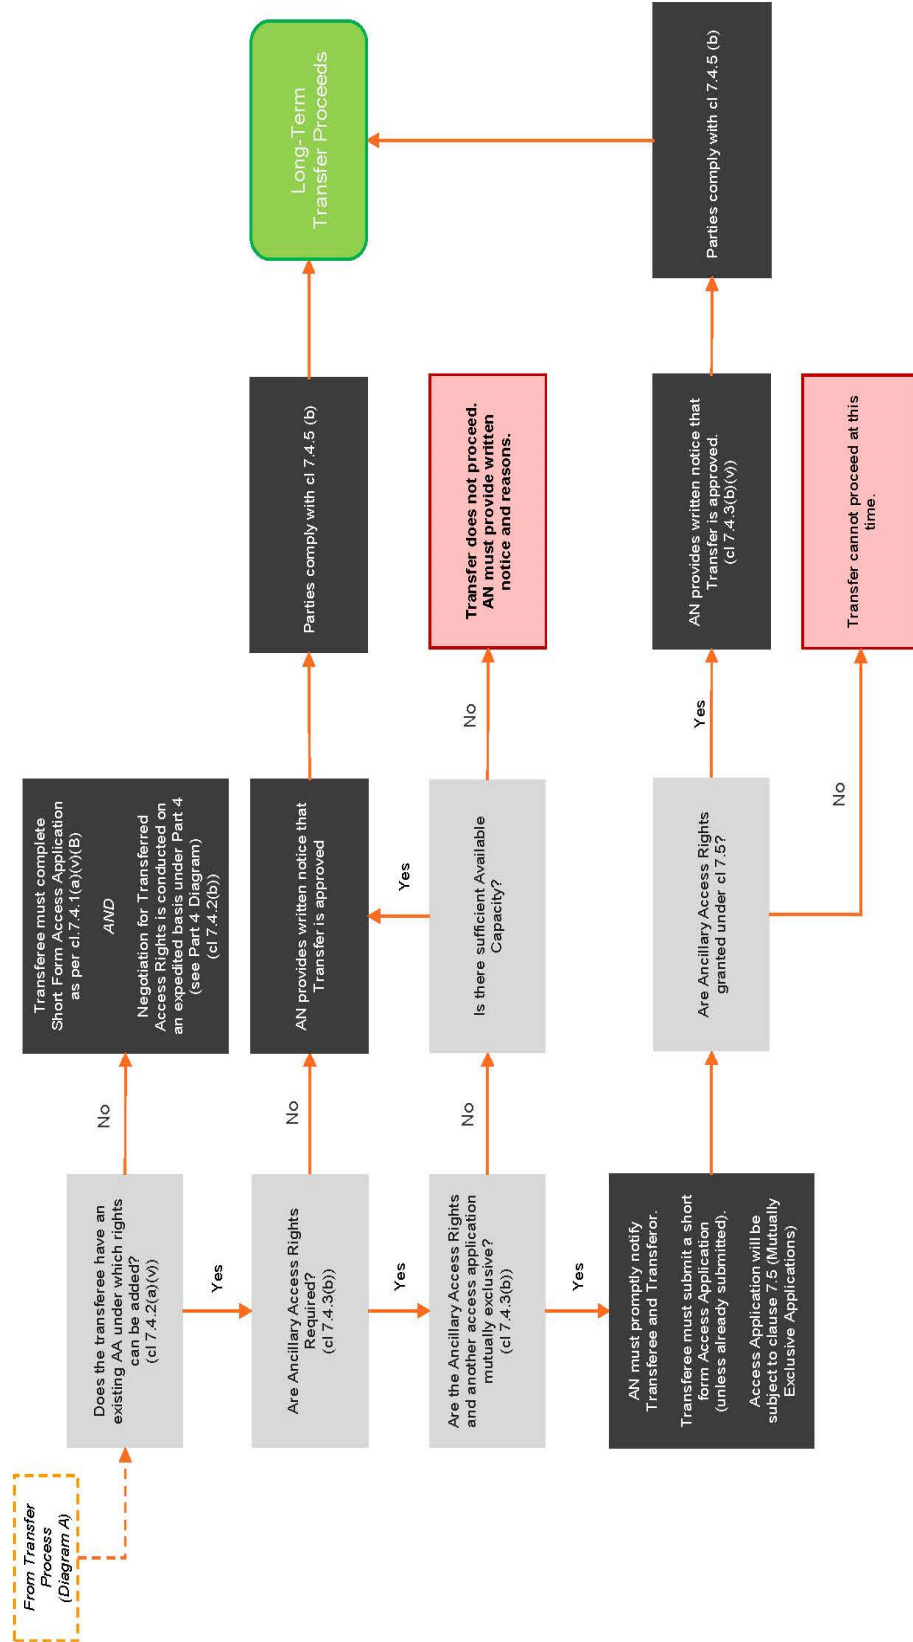 From Transfer
Process
(Diagram A)
Does the transferee have an
existing AA under which rights
can be added?
(cl 7.4.2(a)(v))
No
Transferee must complete
Short Form Access Application
as per cl.7.4.1(a)(v)(B)
AND
Negotiation for Transferred
Access Rights is conducted on
an expedited basis under Part 4
(see Part 4 Diagram)
(cl 7.4.2(b))
Yes
Are Ancillary Access Rights
Required?
(cl 7.4.3(b))
No
AN provides written notice that
Transfer is approved
Parties comply with cl 7.4.5 (b)
Long-Term
Transfer Proceeds
Yes
Yes
Are the Ancillary Access Rights
and another access application
mutually exclusive?
(cl 7.4.3(b))
No
Is there sufficient Available
Capacity?
No
Transfer does not proceed.
AN must provide written
notice and reasons.
Yes
AN must promptly notify
Transferee and Transferor.
Transferee must submit a short
form Access Application
(unless already submitted).
Access Application will be
subject to clause 7.5 (Mutually
Exclusive Applications)
Are Ancillary Access Rights
granted under cl 7.5?
Yes
AN provides written notice that
Transfer is approved.
(cl 7.4.3(b)(v))
Parties comply with cl 7.4.5 (b)
No
Transfer cannot proceed at this
time.